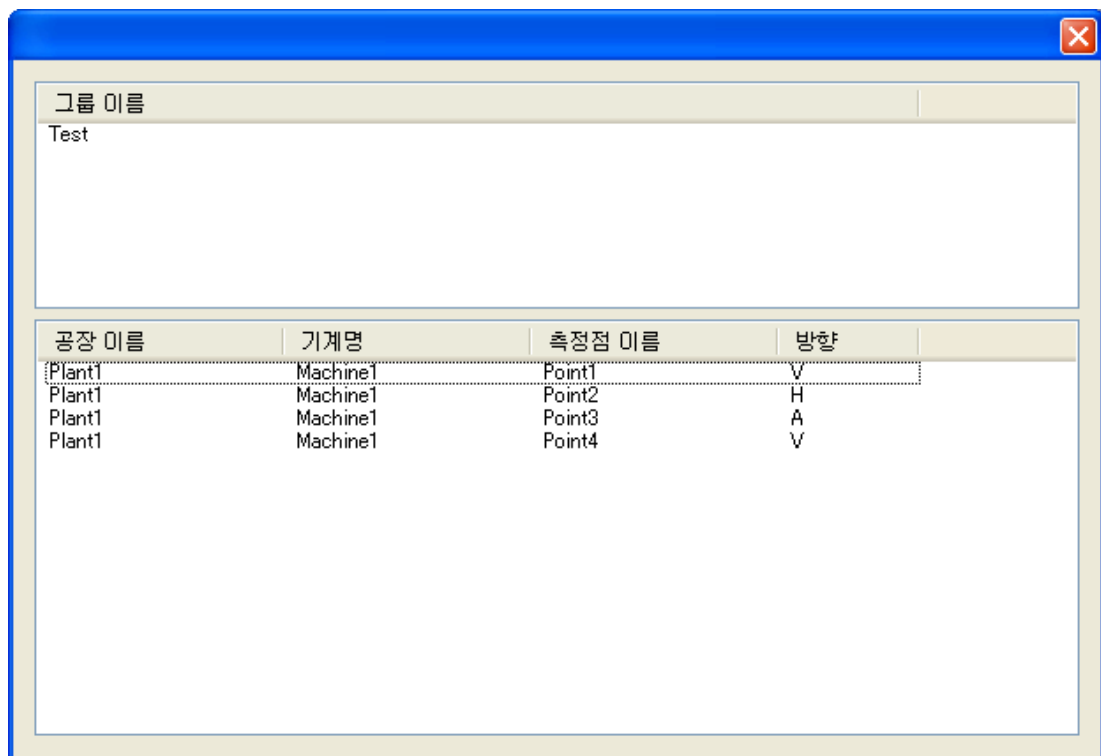 그룹 이름
Test
공장 이름 기계명 측정점 이름 방향
Plant1 Machine1 Point1 V
Plant1 Machine1 Point2 H
Plant1 Machine1 Point3 A
Plant1 Machine1 Point4 V